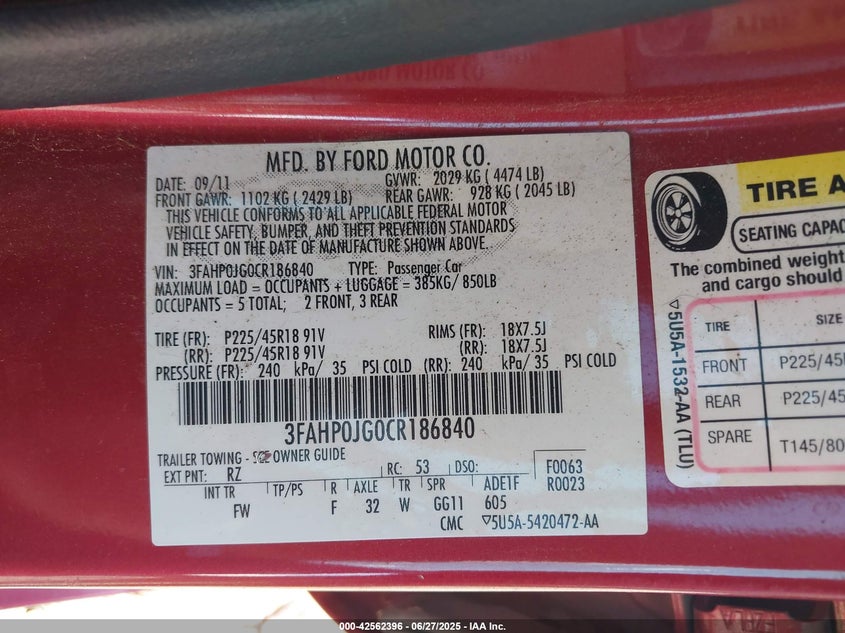 MFD. BY FORD MOTOR CO.
DATE: 09/11 GVWR: 2029 KG ( 4474 LB)
FRONT GAWR: 1102 KG ( 2429 LB) REAR GAWR: 928 KG ( 2045 LB)
THIS VEHICLE CONFORMS TO ALL APPLICABLE FEDERAL MOTOR
VEHICLE SAFETY, BUMPER, AND THEFT PREVENTION STANDARDS
IN EFFECT ON THE DATE OF MANUFACTURE SHOWN ABOVE.
VIN: 3FAHP0JG0CR186840 TYPE: Passenger Car
MAXIMUM LOAD = OCCUPANTS + LUGGAGE = 385KG/ 850LB
OCCUPANTS = 5 TOTAL; 2 FRONT, 3 REAR
TIRE (FR): P225/45R18 91V RIMS (FR): 18X7.5J
(RR): P225/45R18 91V (RR): 18X7.5J
PRESSURE (FR): 240 kPa/ 35 PSI COLD (RR): 240 kPa/ 35 PSI COLD
3FAHP0JG0CR186840
TRAILER TOWING - SEE OWNER GUIDE
EXT PNT: RZ RC: 53 DSO: F0063
R0023
INT TR TP/PS R AXLE TR SPR ADE1F
FW F 32 W GG11 605
CMC ▽5U5A-5420472-AA
TIRE A
SEATING CAPAC
The combined weight
and cargo should
▽5U5A-1532-AA (TLU)
TIRE SIZE
FRONT P225/45
REAR P225/45
SPARE T145/80
000-42562396 - 06/27/2025 - IAA Inc.